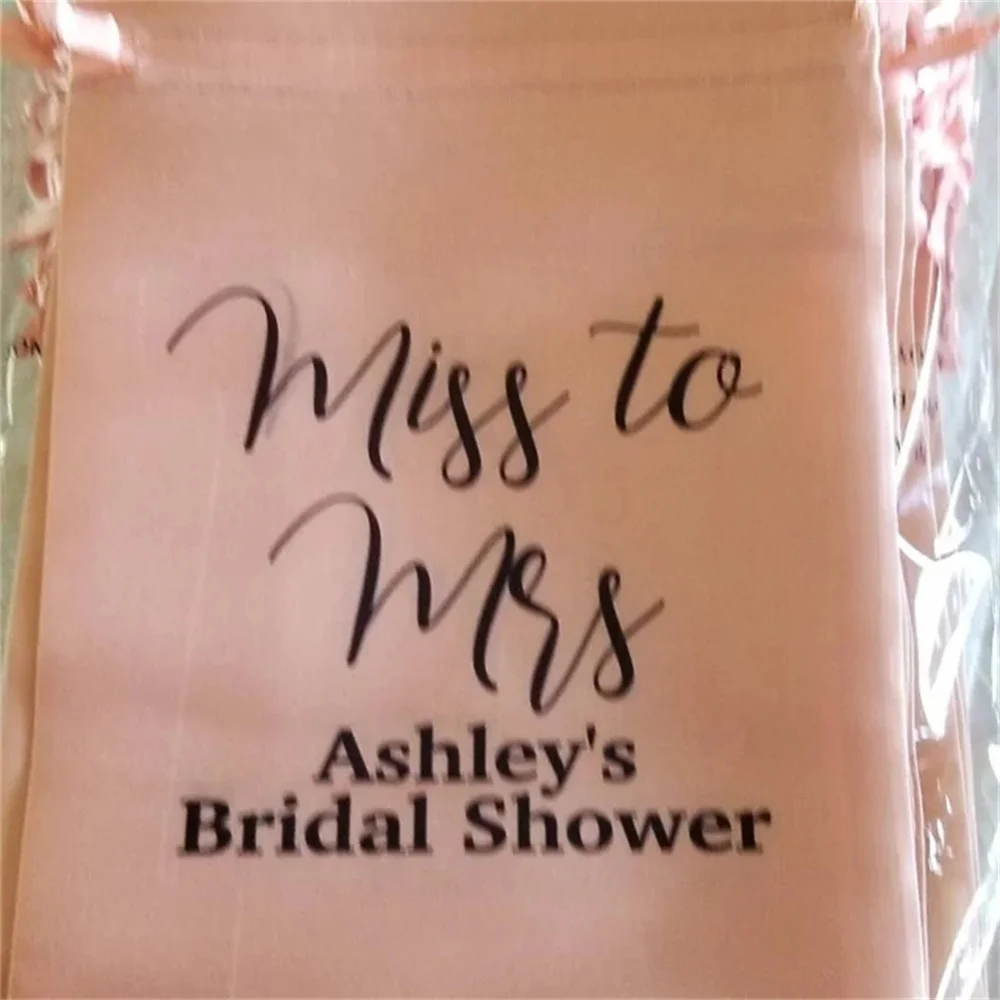 Miss to
Mrs
Ashley's
Bridal Shower